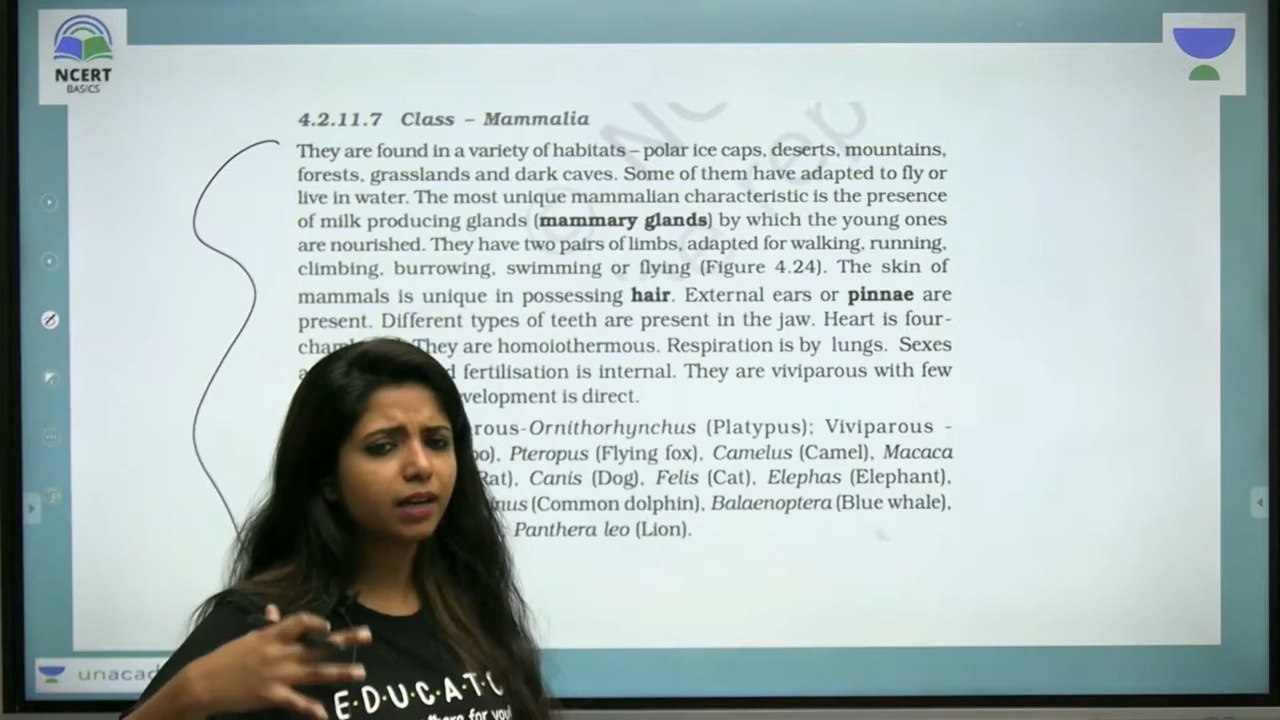 NCERT
BASICS
4.2.11.7 Class – Mammalia
They are found in a variety of habitats – polar ice caps, deserts, mountains,
forests, grasslands and dark caves. Some of them have adapted to fly or
live in water. The most unique mammalian characteristic is the presence
of milk producing glands (mammary glands) by which the young ones
are nourished. They have two pairs of limbs, adapted for walking, running,
climbing, burrowing, swimming or flying (Figure 4.24). The skin of
mammals is unique in possessing hair. External ears or pinnae are
present. Different types of teeth are present in the jaw. Heart is four-
They are homoiothermous. Respiration is by lungs. Sexes
fertilisation is internal. They are viviparous with few
velopment is direct.
rous-Ornithorhynchus (Platypus); Viviparous -
Pteropus (Flying fox), Camelus (Camel), Macaca
Rat), Canis (Dog), Felis (Cat), Elephas (Elephant),
nus (Common dolphin), Balaenoptera (Blue whale),
Panthera leo (Lion).
unacad
E·D·U·C·A·T
for you